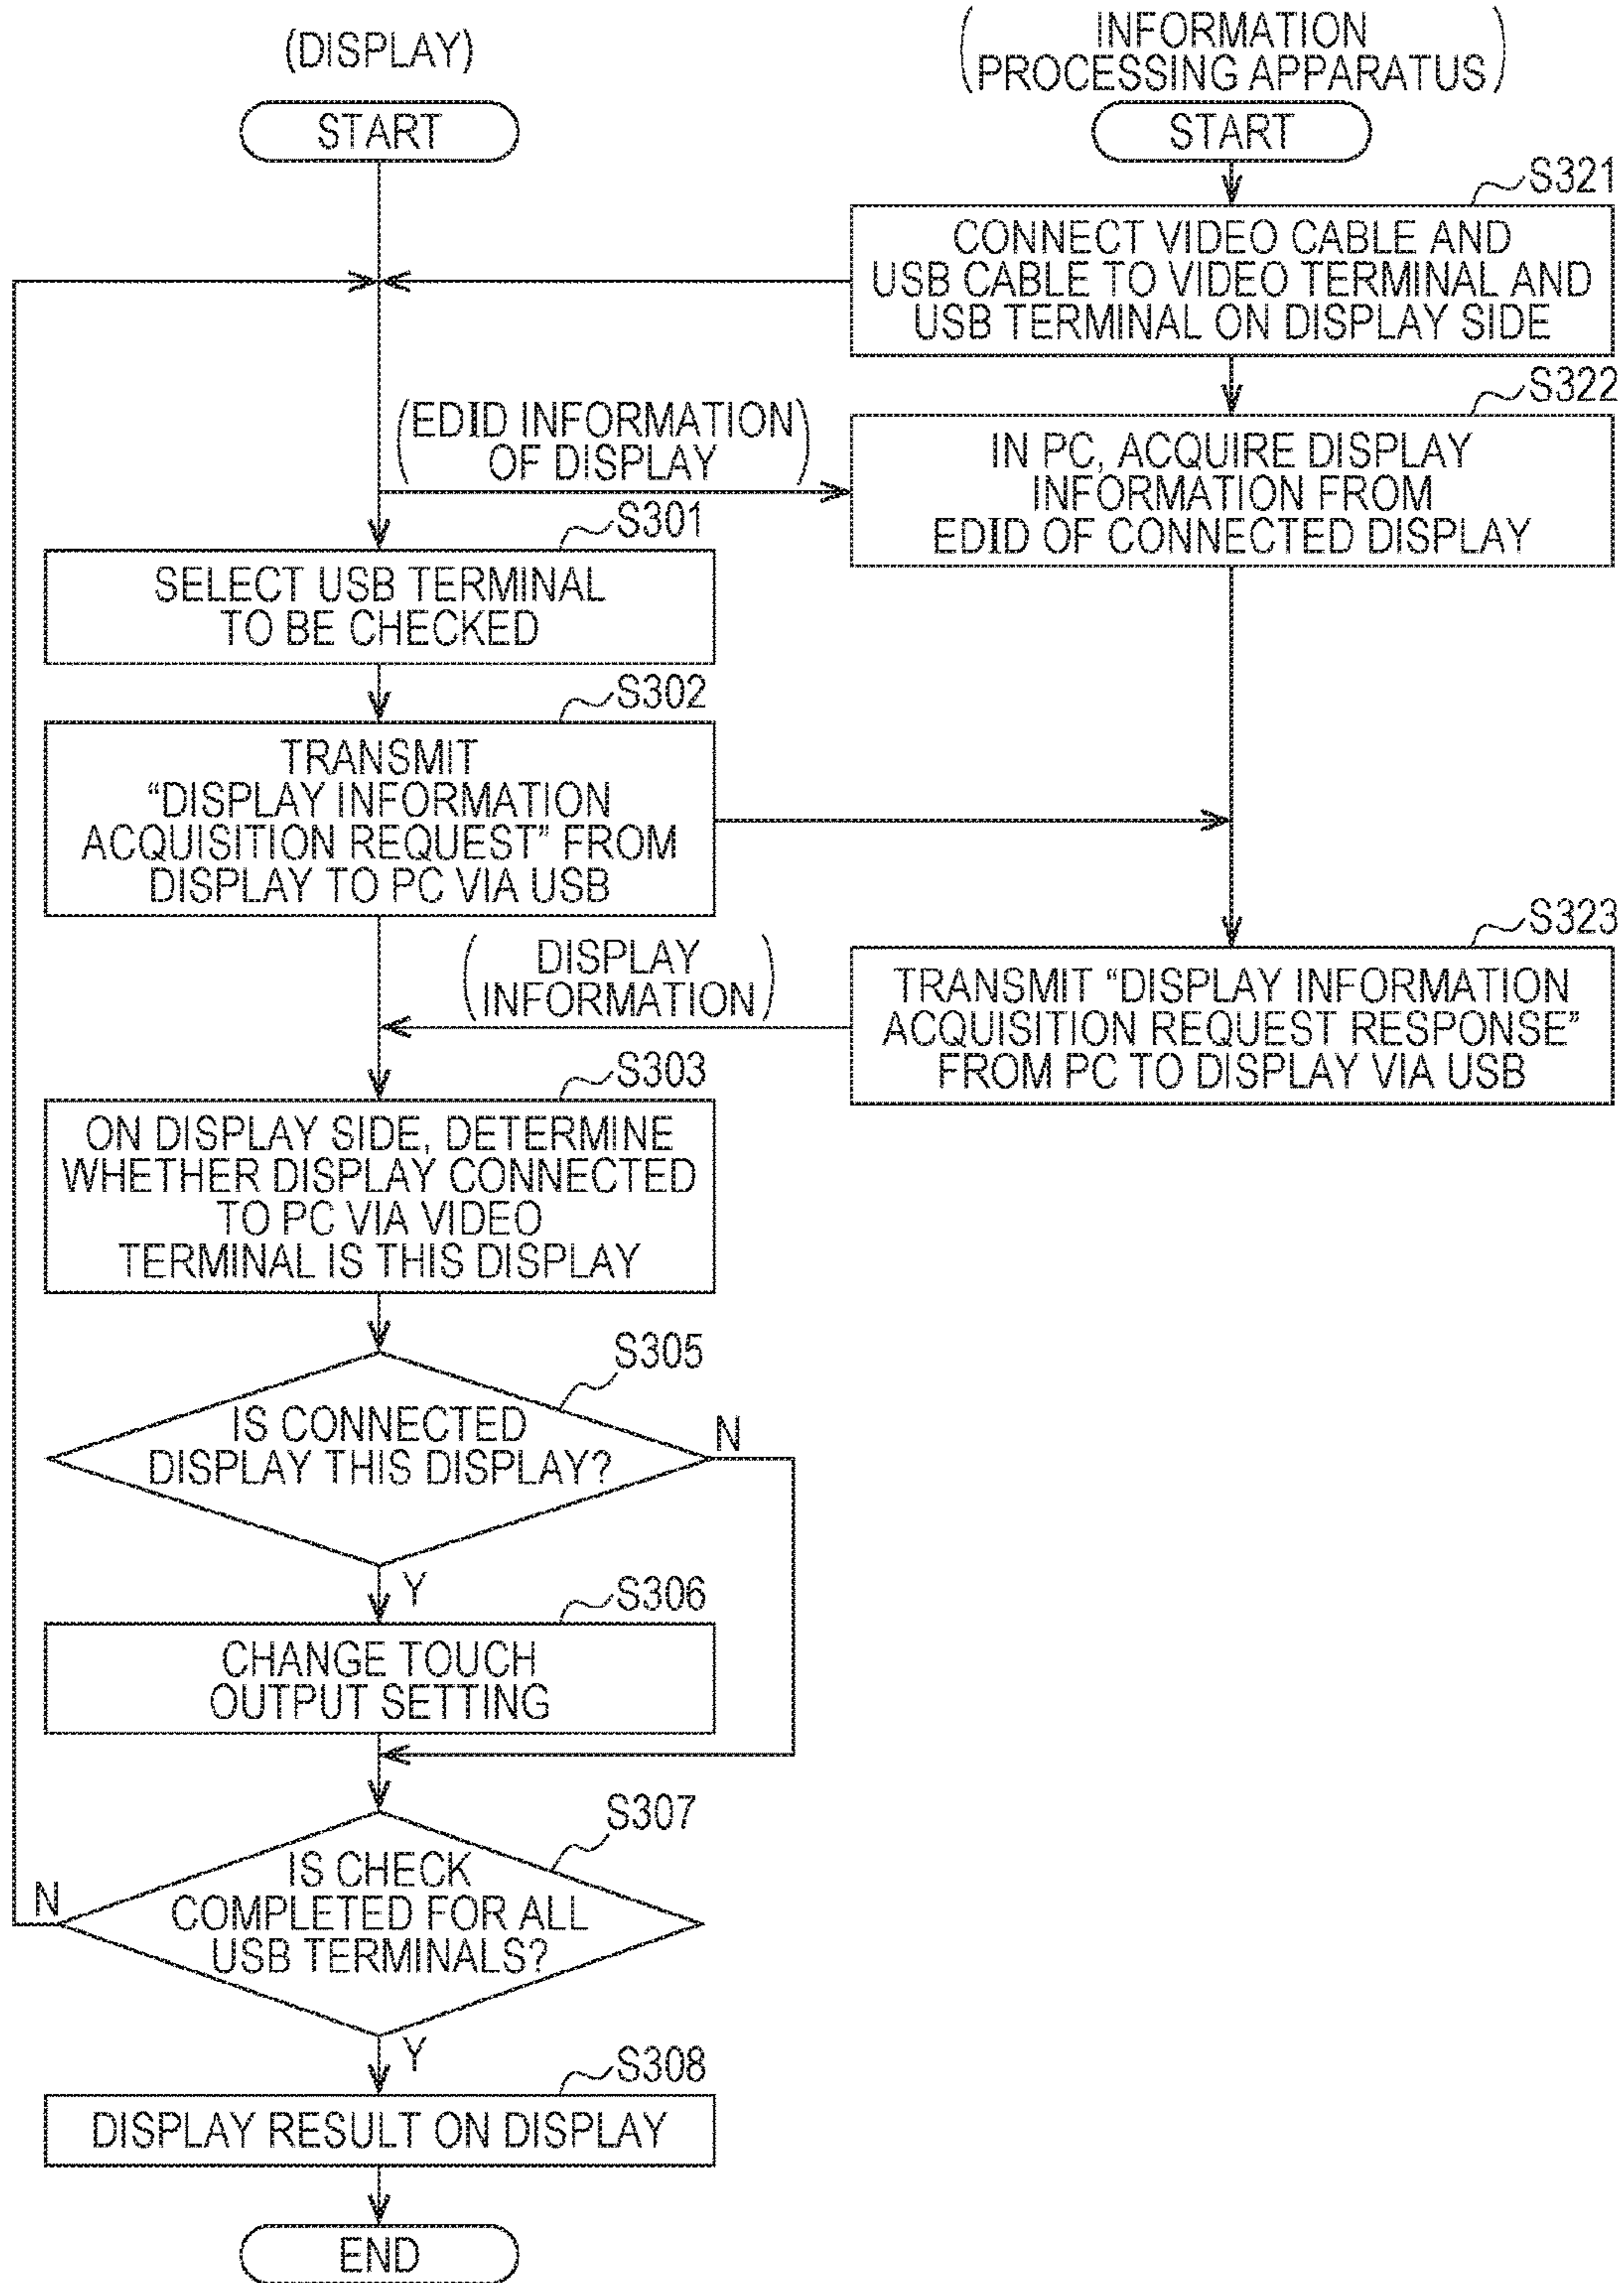 (DISPLAY)
START
S301
SELECT USB TERMINAL
TO BE CHECKED
S302
TRANSMIT
“DISPLAY INFORMATION
ACQUISITION REQUEST” FROM
DISPLAY TO PC VIA USB
S303
ON DISPLAY SIDE, DETERMINE
WHETHER DISPLAY CONNECTED
TO PC VIA VIDEO
TERMINAL IS THIS DISPLAY
S305
IS CONNECTED
DISPLAY THIS DISPLAY?
N
Y
S306
CHANGE TOUCH
OUTPUT SETTING
S307
IS CHECK
COMPLETED FOR ALL
USB TERMINALS?
N
Y
S308
DISPLAY RESULT ON DISPLAY
END
(EDID INFORMATION
OF DISPLAY)
(DISPLAY
INFORMATION)
(INFORMATION
PROCESSING APPARATUS)
START
S321
CONNECT VIDEO CABLE AND
USB CABLE TO VIDEO TERMINAL AND
USB TERMINAL ON DISPLAY SIDE
S322
IN PC, ACQUIRE DISPLAY
INFORMATION FROM
EDID OF CONNECTED DISPLAY
S323
TRANSMIT “DISPLAY INFORMATION
ACQUISITION REQUEST RESPONSE”
FROM PC TO DISPLAY VIA USB